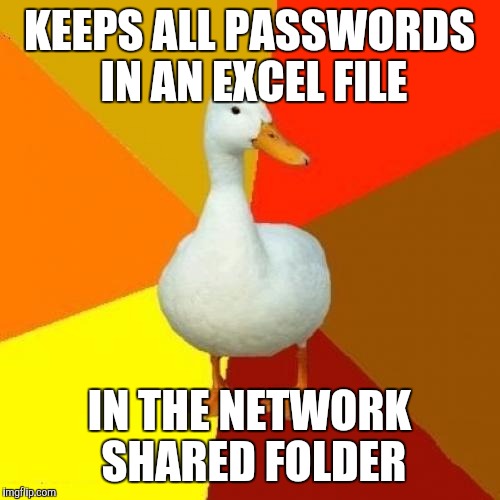 KEEPS ALL PASSWORDS
IN AN EXCEL FILE
IN THE NETWORK
SHARED FOLDER
imgflip.com